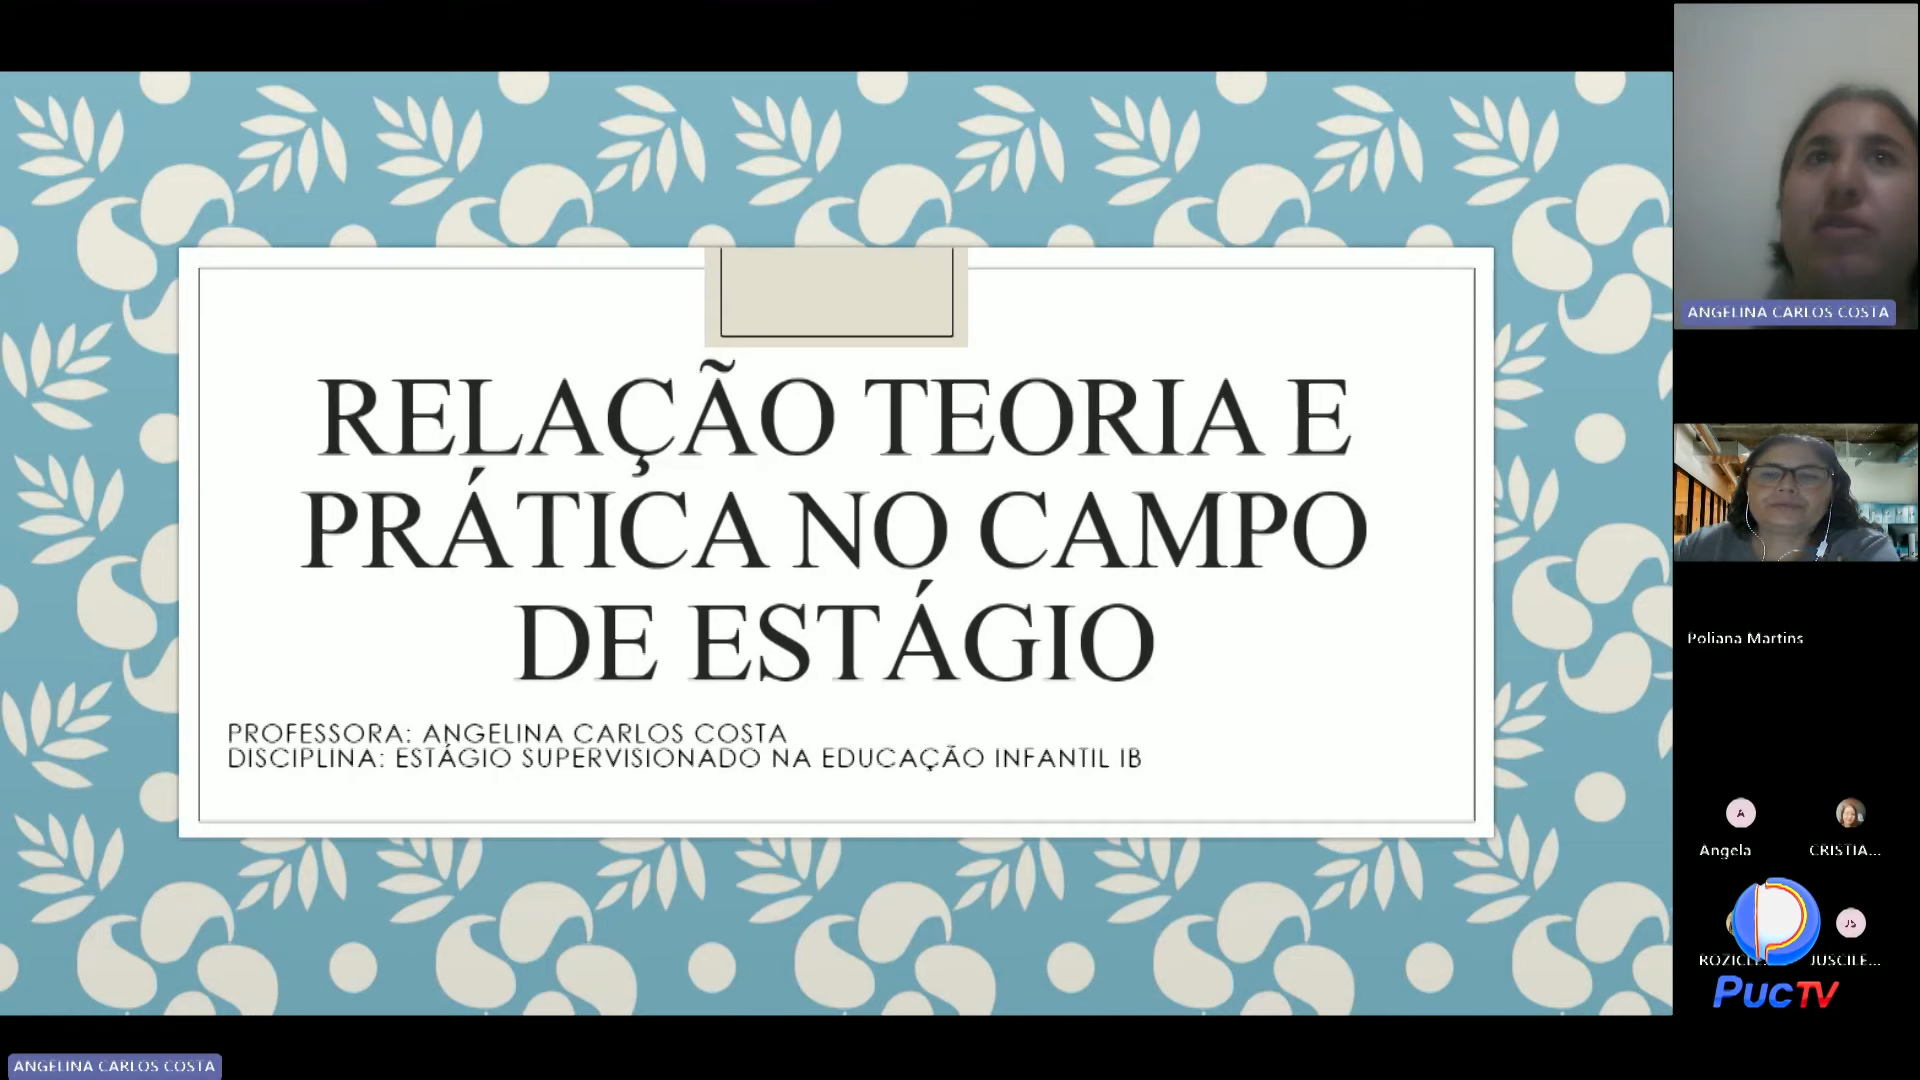 RELAÇÃO TEORIA E
PRÁTICA NO CAMPO
DE ESTÁGIO
PROFESSORA: ANGELINA CARLOS COSTA
DISCIPLINA: ESTÁGIO SUPERVISIONADO NA EDUCAÇÃO INFANTIL IB
ANGELINA CARLOS COSTA
Poliana Martins
A
Angela
CRISTIA...
JS
JUSCILE...
PUCTV
ANGELINA CARLOS COSTA